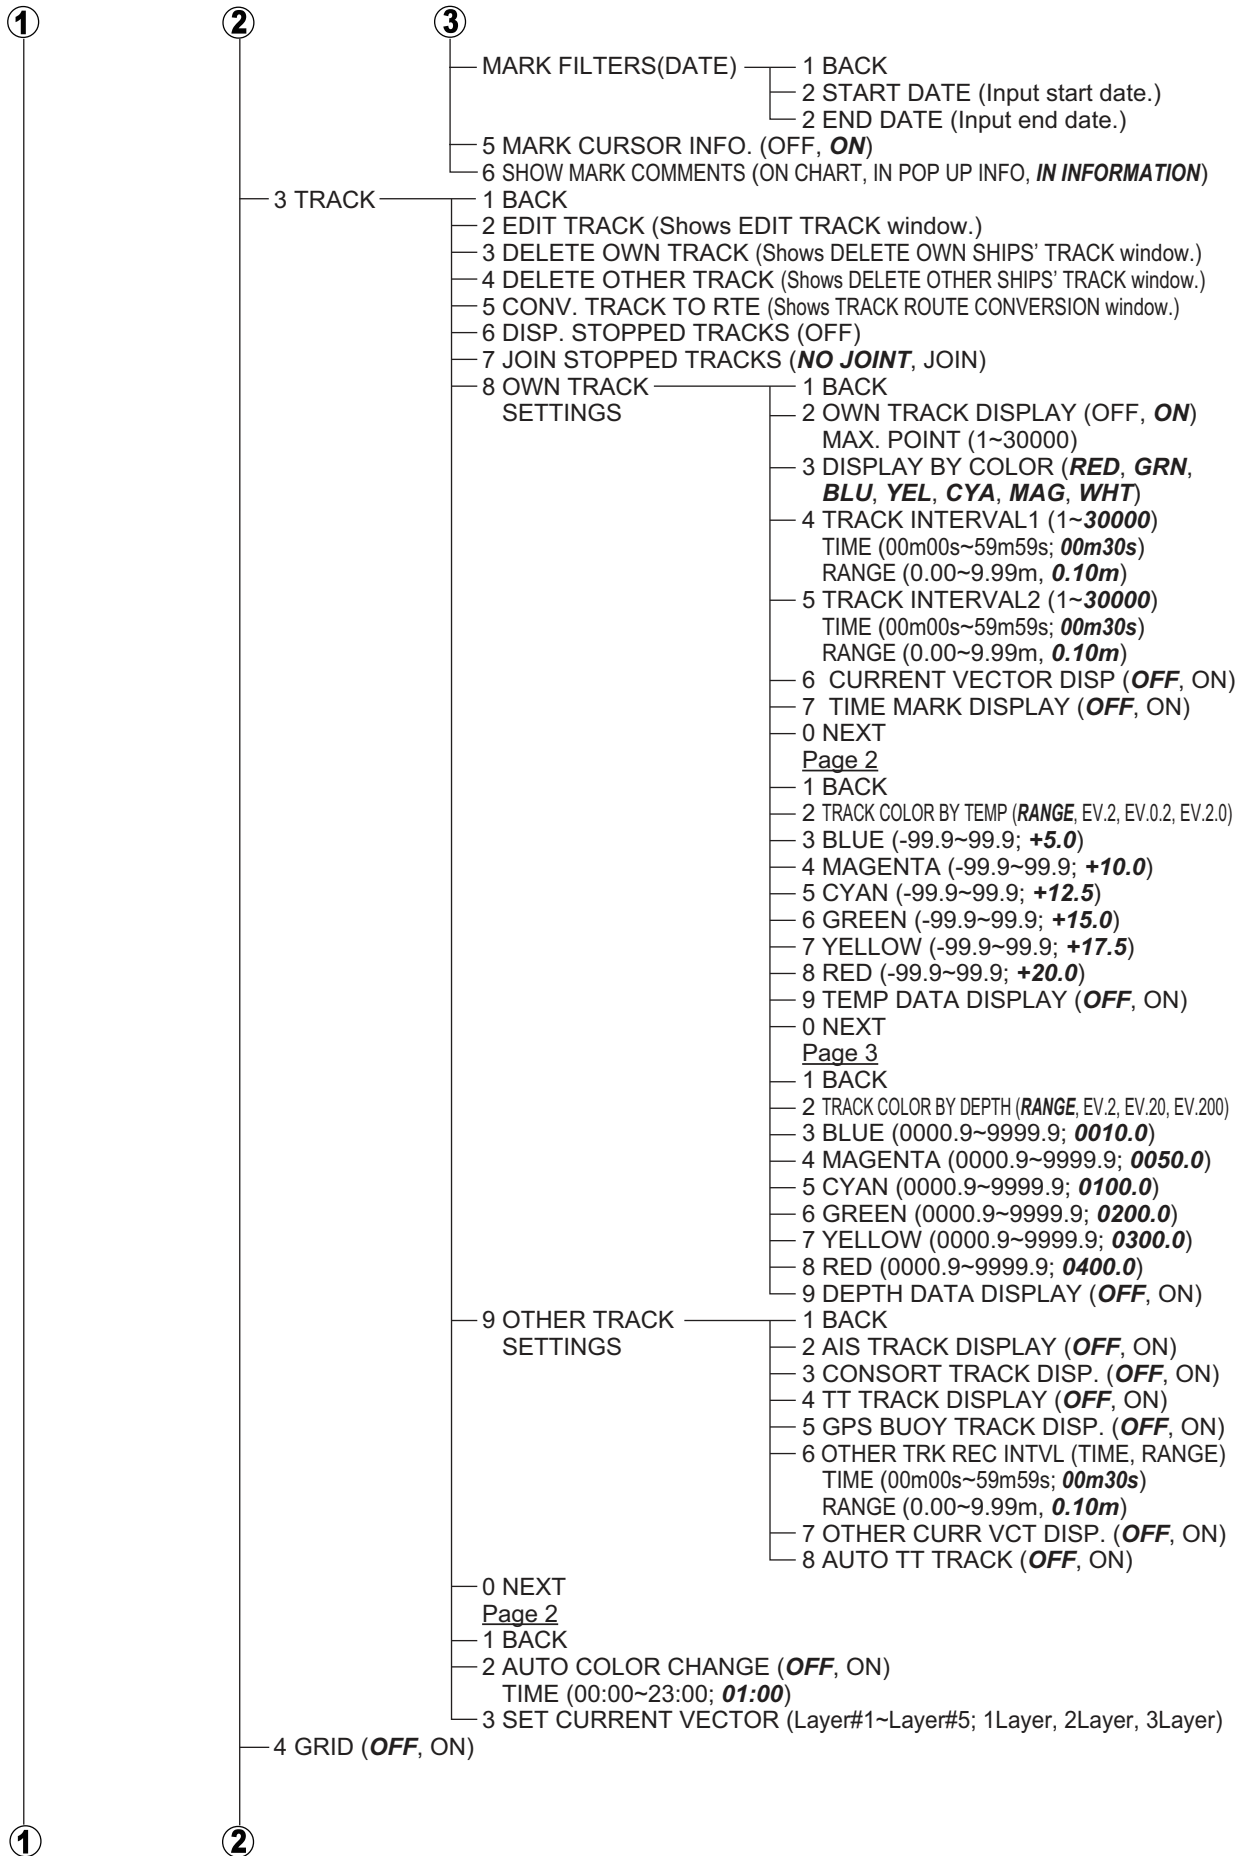 1 2 3
MARK FILTERS(DATE) 1 BACK
2 START DATE (Input start date.)
2 END DATE (Input end date.)
5 MARK CURSOR INFO. (OFF, ON)
6 SHOW MARK COMMENTS (ON CHART, IN POP UP INFO, IN INFORMATION)
3 TRACK 1 BACK
2 EDIT TRACK (Shows EDIT TRACK window.)
3 DELETE OWN TRACK (Shows DELETE OWN SHIPS’ TRACK window.)
4 DELETE OTHER TRACK (Shows DELETE OTHER SHIPS’ TRACK window.)
5 CONV. TRACK TO RTE (Shows TRACK ROUTE CONVERSION window.)
6 DISP. STOPPED TRACKS (OFF)
7 JOIN STOPPED TRACKS (NO JOINT, JOIN)
8 OWN TRACK 1 BACK
SETTINGS 2 OWN TRACK DISPLAY (OFF, ON)
MAX. POINT (1~30000)
3 DISPLAY BY COLOR (RED, GRN,
BLU, YEL, CYA, MAG, WHT)
4 TRACK INTERVAL1 (1~30000)
TIME (00m00s~59m59s; 00m30s)
RANGE (0.00~9.99m, 0.10m)
5 TRACK INTERVAL2 (1~30000)
TIME (00m00s~59m59s; 00m30s)
RANGE (0.00~9.99m, 0.10m)
6 CURRENT VECTOR DISP (OFF, ON)
7 TIME MARK DISPLAY (OFF, ON)
0 NEXT
Page 2
1 BACK
2 TRACK COLOR BY TEMP (RANGE, EV.2, EV.0.2, EV.2.0)
3 BLUE (-99.9~99.9; +5.0)
4 MAGENTA (-99.9~99.9; +10.0)
5 CYAN (-99.9~99.9; +12.5)
6 GREEN (-99.9~99.9; +15.0)
7 YELLOW (-99.9~99.9; +17.5)
8 RED (-99.9~99.9; +20.0)
9 TEMP DATA DISPLAY (OFF, ON)
0 NEXT
Page 3
1 BACK
2 TRACK COLOR BY DEPTH (RANGE, EV.2, EV.20, EV.200)
3 BLUE (0000.9~9999.9; 0010.0)
4 MAGENTA (0000.9~9999.9; 0050.0)
5 CYAN (0000.9~9999.9; 0100.0)
6 GREEN (0000.9~9999.9; 0200.0)
7 YELLOW (0000.9~9999.9; 0300.0)
8 RED (0000.9~9999.9; 0400.0)
9 DEPTH DATA DISPLAY (OFF, ON)
9 OTHER TRACK 1 BACK
SETTINGS 2 AIS TRACK DISPLAY (OFF, ON)
3 CONSORT TRACK DISP. (OFF, ON)
4 TT TRACK DISPLAY (OFF, ON)
5 GPS BUOY TRACK DISP. (OFF, ON)
6 OTHER TRK REC INTVL (TIME, RANGE)
TIME (00m00s~59m59s; 00m30s)
RANGE (0.00~9.99m, 0.10m)
7 OTHER CURR VCT DISP. (OFF, ON)
8 AUTO TT TRACK (OFF, ON)
0 NEXT
Page 2
1 BACK
2 AUTO COLOR CHANGE (OFF, ON)
TIME (00:00~23:00; 01:00)
3 SET CURRENT VECTOR (Layer#1~Layer#5; 1Layer, 2Layer, 3Layer)
4 GRID (OFF, ON)
1 2